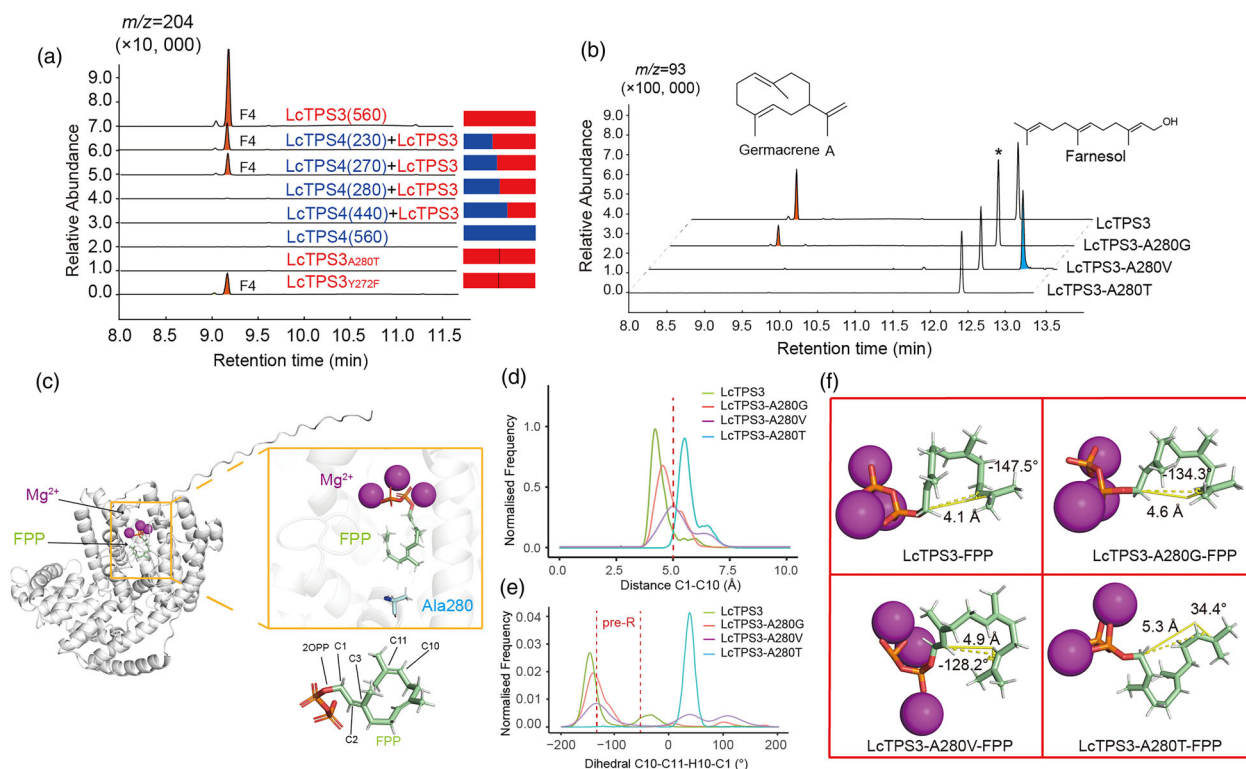 (a)
m/z=204
(×10, 000)
Relative Abundance
9.0
8.0
7.0
6.0
5.0
4.0
3.0
2.0
1.0
0.0
F4 LcTPS3(560)
F4 LcTPS4(230)+LcTPS3
F4 LcTPS4(270)+LcTPS3
LcTPS4(280)+LcTPS3
LcTPS4(440)+LcTPS3
LcTPS4(560)
LcTPS3A280T
F4 LcTPS3Y272F
8.0 9.0 9.5 10.0 10.5 11.0 11.5
Retention time (min)
(b)
m/z=93
(×100, 000)
Relative Abundance
9.0
8.0
7.0
6.0
5.0
4.0
3.0
2.0
1.0
0.0
Germacrene A
OH
Farnesol
*
LcTPS3
LcTPS3-A280G
LcTPS3-A280V
LcTPS3-A280T
8.0 8.5 9.0 9.5 10.0 10.5 11.0 11.5 12.0 12.5 13.0 13.5
Retention time (min)
(c)
Mg2+
FPP
Mg2+
FPP
Ala280
2OPP
C1
C3
C11
C10
C2
FPP
(d)
Normalised Frequency
1.0
0.5
0.0
LcTPS3
LcTPS3-A280G
LcTPS3-A280V
LcTPS3-A280T
0.0 2.5 5.0 7.5 10.0
Distance C1-C10 (Å)
(e)
Normalised Frequency
0.04
0.03
0.02
0.01
0.00
pre-R
LcTPS3
LcTPS3-A280G
LcTPS3-A280V
LcTPS3-A280T
−200 −100 0 100 200
Dihedral C10-C11-H10-C1 (°)
(f)
-147.5°
4.1 Å
LcTPS3-FPP
-134.3°
4.6 Å
LcTPS3-A280G-FPP
4.9 Å
-128.2°
LcTPS3-A280V-FPP
34.4°
5.3 Å
LcTPS3-A280T-FPP